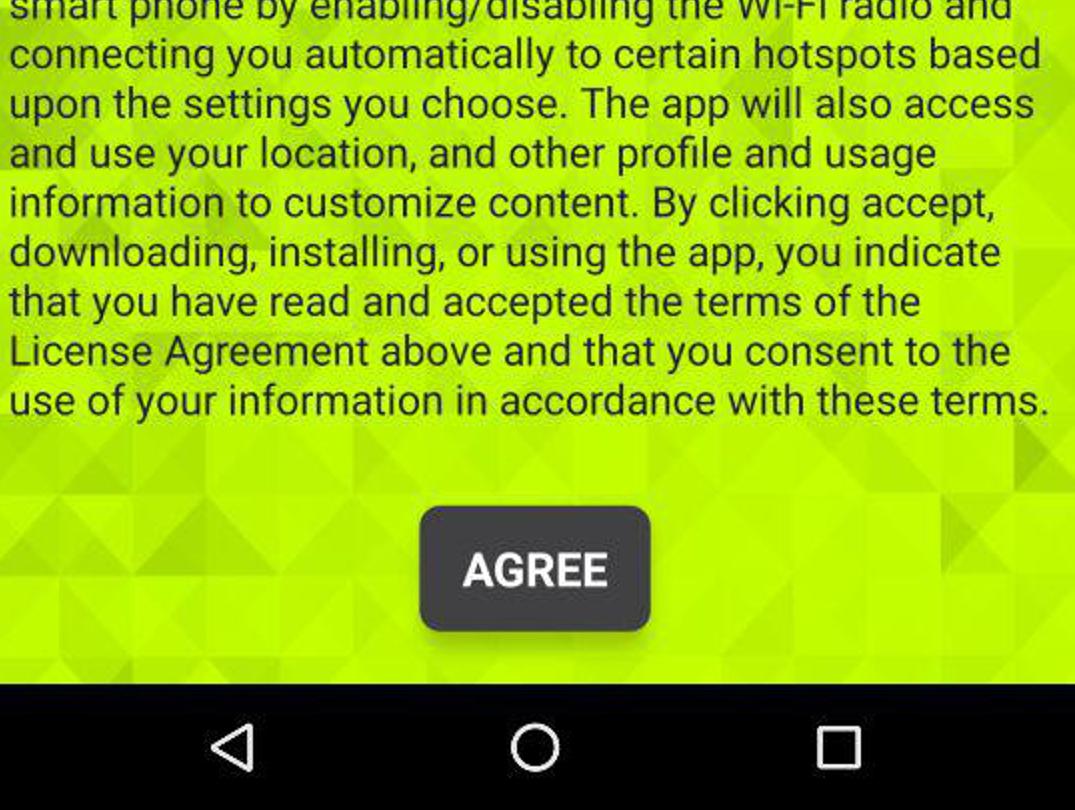 smart phone by enabling/disabling the Wi-Fi radio and
connecting you automatically to certain hotspots based
upon the settings you choose. The app will also access
and use your location, and other profile and usage
information to customize content. By clicking accept,
downloading, installing, or using the app, you indicate
that you have read and accepted the terms of the
License Agreement above and that you consent to the
use of your information in accordance with these terms.
AGREE